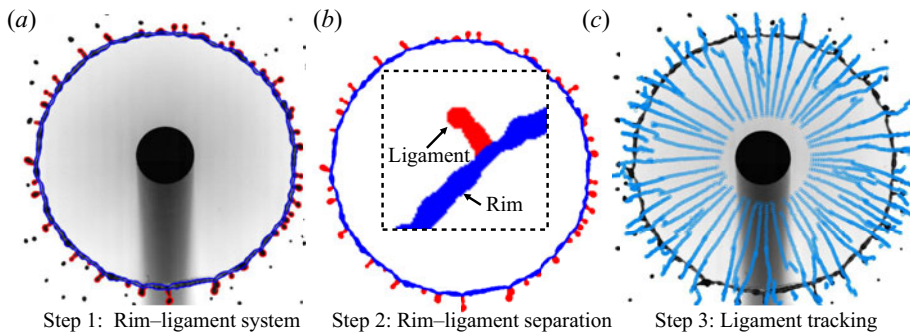 (a)
(b)
(c)
Ligament
Rim
Step 1: Rim–ligament system
Step 2: Rim–ligament separation
Step 3: Ligament tracking